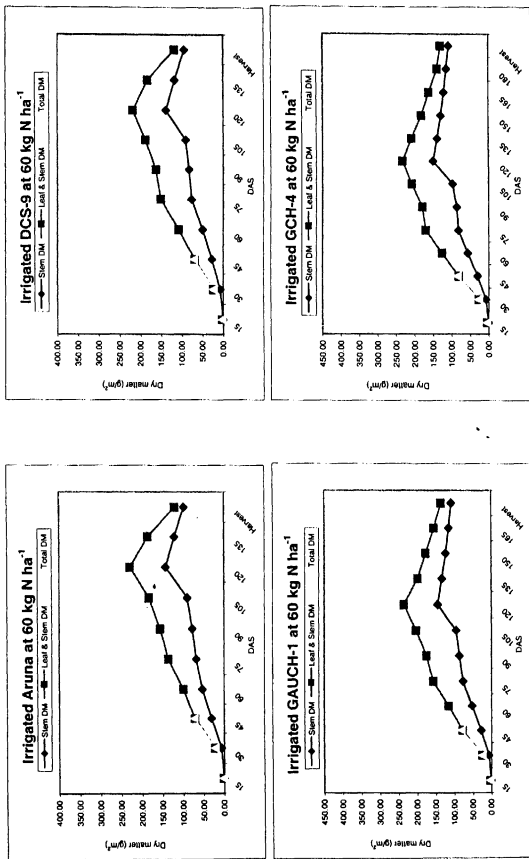 Irrigated Aruna at 60 kg N ha-1
Stem DM Leaf & Stem DM Total DM
450.00
400.00
350.00
300.00
250.00
200.00
150.00
100.00
50.00
0.00
Dry matter (g/m²)
15 30 45 60 75 90 105 120 135 Harvest
DAS
Irrigated DCS-9 at 60 kg N ha-1
Stem DM Leaf & Stem DM Total DM
450.00
400.00
350.00
300.00
250.00
200.00
150.00
100.00
50.00
0.00
Dry matter (g/m²)
15 30 45 60 75 90 105 120 135 Harvest
DAS
Irrigated GAUCH-1 at 60 kg N ha-1
Stem DM Leaf & Stem DM Total DM
400.00
350.00
300.00
250.00
200.00
150.00
100.00
50.00
0.00
Dry matter (g/m²)
15 30 45 60 75 90 105 120 135 150 165 Harvest
DAS
Irrigated GCH-4 at 60 kg N ha-1
Stem DM Leaf & Stem DM Total DM
400.00
350.00
300.00
250.00
200.00
150.00
100.00
50.00
0.00
Dry matter (g/m²)
15 30 45 60 75 90 105 120 135 150 160 Harvest
DAS